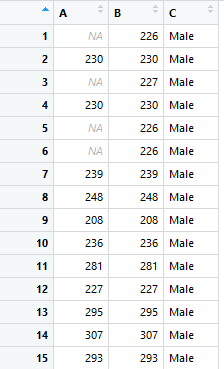 A B C
1 NA 226 Male
2 230 230 Male
3 NA 227 Male
4 230 230 Male
5 NA 226 Male
6 NA 226 Male
7 239 239 Male
8 248 248 Male
9 208 208 Male
10 236 236 Male
11 281 281 Male
12 227 227 Male
13 295 295 Male
14 307 307 Male
15 293 293 Male